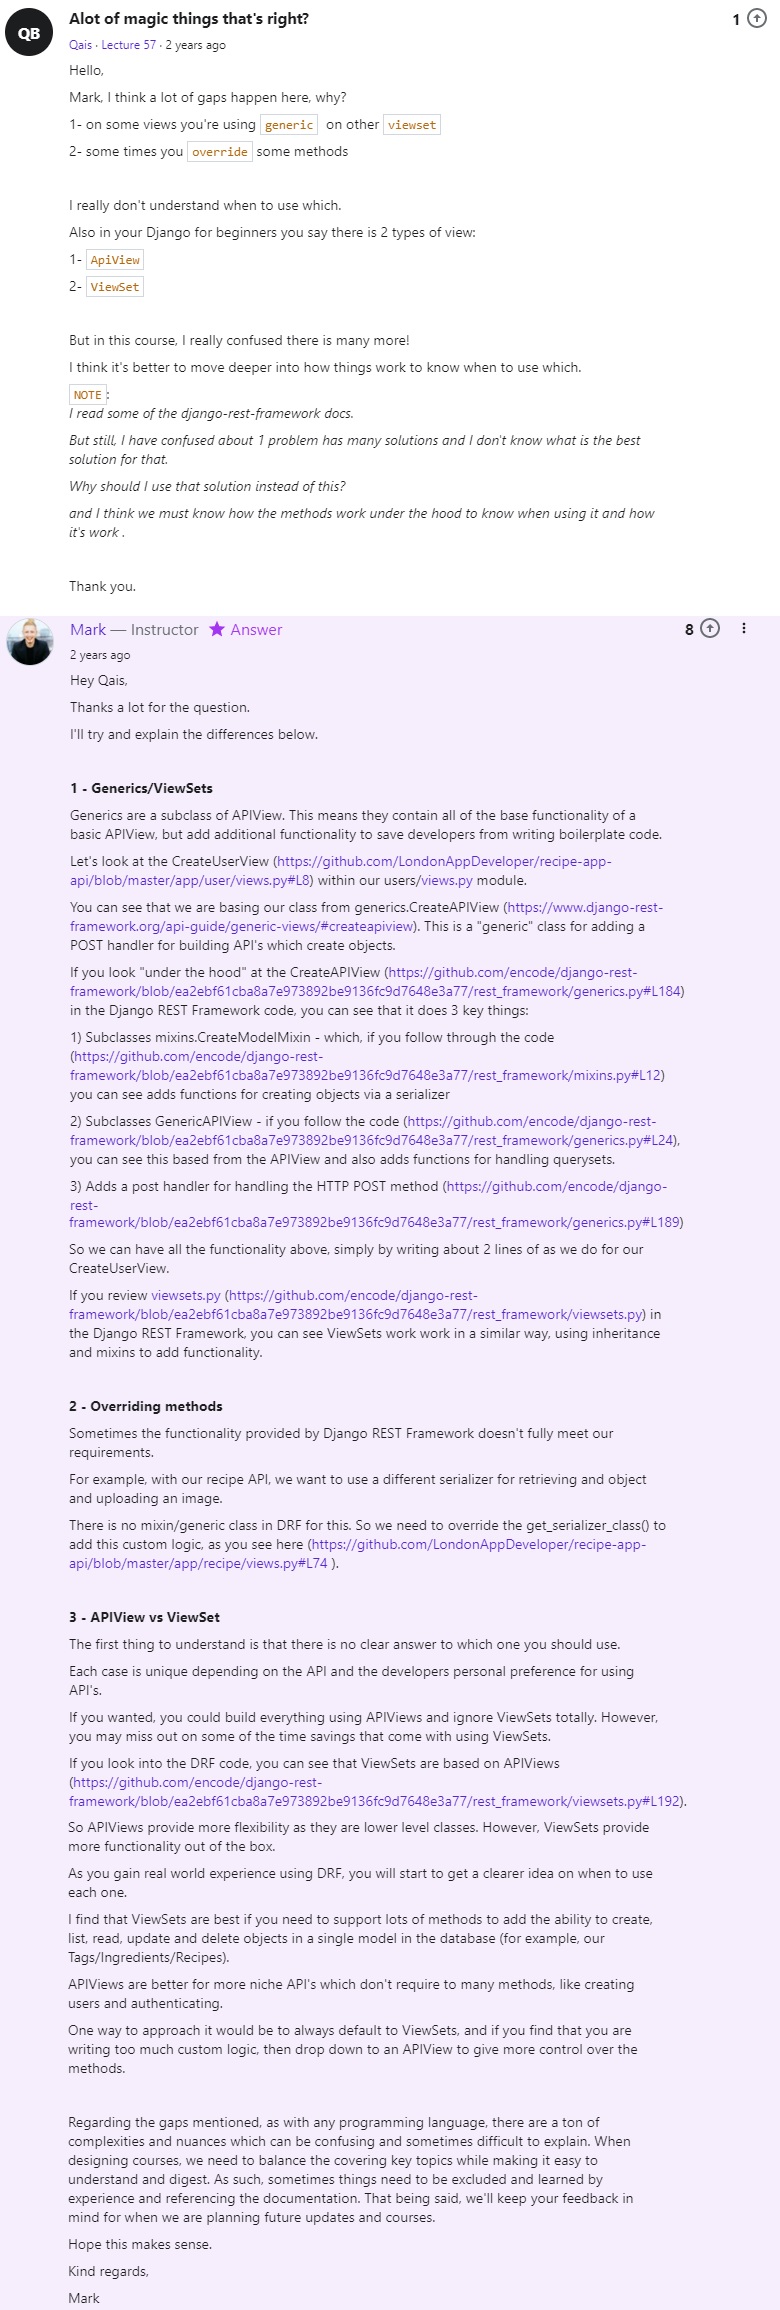 QB
Alot of magic things that's right?
1
Qais · Lecture 57 · 2 years ago
Hello,
Mark, I think a lot of gaps happen here, why?
1- on some views you're using generic on other viewset
2- some times you override some methods
I really don't understand when to use which.
Also in your Django for beginners you say there is 2 types of view:
1- ApiView
2- ViewSet
But in this course, I really confused there is many more!
I think it's better to move deeper into how things work to know when to use which.
NOTE:
I read some of the django-rest-framework docs.
But still, I have confused about 1 problem has many solutions and I don't know what is the best
solution for that.
Why should I use that solution instead of this?
and I think we must know how the methods work under the hood to know when using it and how
it's work .
Thank you.
Mark — Instructor ★ Answer
8
2 years ago
Hey Qais,
Thanks a lot for the question.
I'll try and explain the differences below.
1 - Generics/ViewSets
Generics are a subclass of APIView. This means they contain all of the base functionality of a
basic APIView, but add additional functionality to save developers from writing boilerplate code.
Let's look at the CreateUserView (https://github.com/LondonAppDeveloper/recipe-app-
api/blob/master/app/user/views.py#L8) within our users/views.py module.
You can see that we are basing our class from generics.CreateAPIView (https://www.django-rest-
framework.org/api-guide/generic-views/#createapiview). This is a "generic" class for adding a
POST handler for building API's which create objects.
If you look "under the hood" at the CreateAPIView (https://github.com/encode/django-rest-
framework/blob/ea2ebf61cba8a7e973892be9136fc9d7648e3a77/rest_framework/generics.py#L184)
in the Django REST Framework code, you can see that it does 3 key things:
1) Subclasses mixins.CreateModelMixin - which, if you follow through the code
(https://github.com/encode/django-rest-
framework/blob/ea2ebf61cba8a7e973892be9136fc9d7648e3a77/rest_framework/mixins.py#L12)
you can see adds functions for creating objects via a serializer
2) Subclasses GenericAPIView - if you follow the code (https://github.com/encode/django-rest-
framework/blob/ea2ebf61cba8a7e973892be9136fc9d7648e3a77/rest_framework/generics.py#L24),
you can see this based from the APIView and also adds functions for handling querysets.
3) Adds a post handler for handling the HTTP POST method (https://github.com/encode/django-
rest-
framework/blob/ea2ebf61cba8a7e973892be9136fc9d7648e3a77/rest_framework/generics.py#L189)
So we can have all the functionality above, simply by writing about 2 lines of as we do for our
CreateUserView.
If you review viewsets.py (https://github.com/encode/django-rest-
framework/blob/ea2ebf61cba8a7e973892be9136fc9d7648e3a77/rest_framework/viewsets.py) in
the Django REST Framework, you can see ViewSets work work in a similar way, using inheritance
and mixins to add functionality.
2 - Overriding methods
Sometimes the functionality provided by Django REST Framework doesn't fully meet our
requirements.
For example, with our recipe API, we want to use a different serializer for retrieving and object
and uploading an image.
There is no mixin/generic class in DRF for this. So we need to override the get_serializer_class() to
add this custom logic, as you see here (https://github.com/LondonAppDeveloper/recipe-app-
api/blob/master/app/recipe/views.py#L74 ).
3 - APIView vs ViewSet
The first thing to understand is that there is no clear answer to which one you should use.
Each case is unique depending on the API and the developers personal preference for using
API's.
If you wanted, you could build everything using APIViews and ignore ViewSets totally. However,
you may miss out on some of the time savings that come with using ViewSets.
If you look into the DRF code, you can see that ViewSets are based on APIViews
(https://github.com/encode/django-rest-
framework/blob/ea2ebf61cba8a7e973892be9136fc9d7648e3a77/rest_framework/viewsets.py#L192).
So APIViews provide more flexibility as they are lower level classes. However, ViewSets provide
more functionality out of the box.
As you gain real world experience using DRF, you will start to get a clearer idea on when to use
each one.
I find that ViewSets are best if you need to support lots of methods to add the ability to create,
list, read, update and delete objects in a single model in the database (for example, our
Tags/Ingredients/Recipes).
APIViews are better for more niche API's which don't require to many methods, like creating
users and authenticating.
One way to approach it would be to always default to ViewSets, and if you find that you are
writing too much custom logic, then drop down to an APIView to give more control over the
methods.
Regarding the gaps mentioned, as with any programming language, there are a ton of
complexities and nuances which can be confusing and sometimes difficult to explain. When
designing courses, we need to balance the covering key topics while making it easy to
understand and digest. As such, sometimes things need to be excluded and learned by
experience and referencing the documentation. That being said, we'll keep your feedback in
mind for when we are planning future updates and courses.
Hope this makes sense.
Kind regards,
Mark